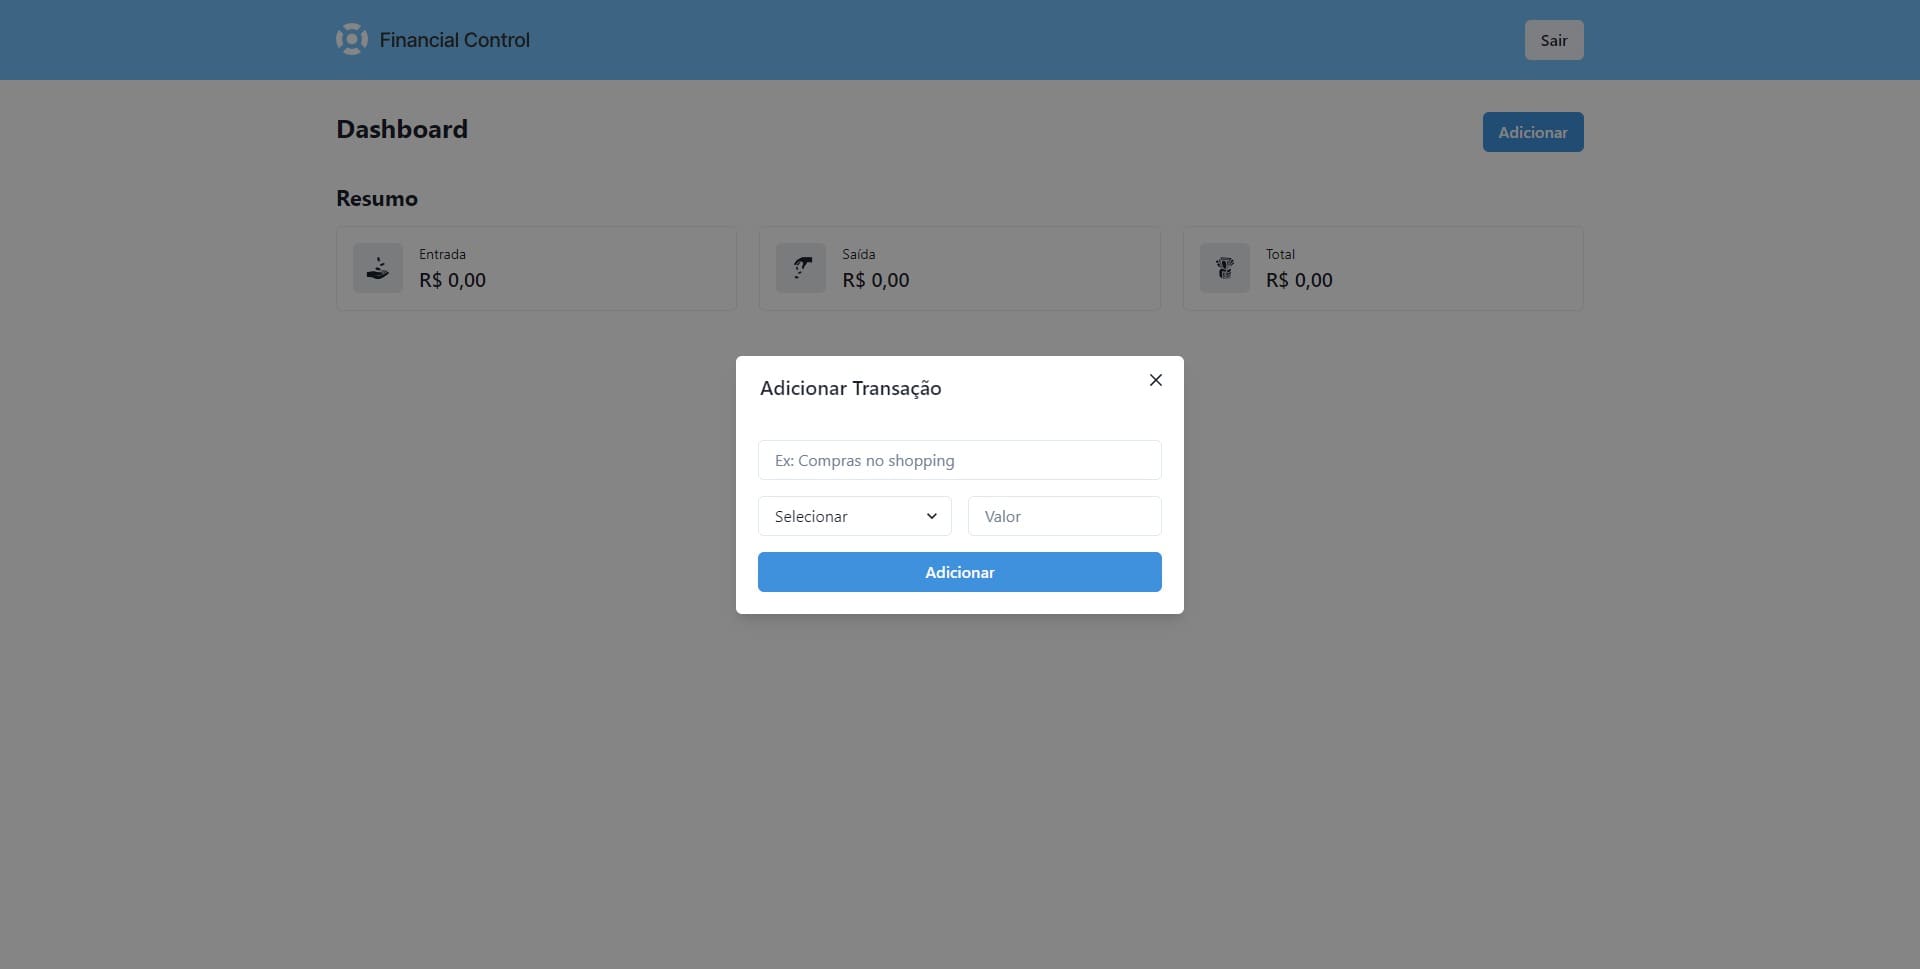 Financial Control
Sair
Dashboard
Adicionar
Resumo
Entrada
R$ 0,00
Saída
R$ 0,00
Total
R$ 0,00
Adicionar Transação
Ex: Compras no shopping
Selecionar
Valor
Adicionar